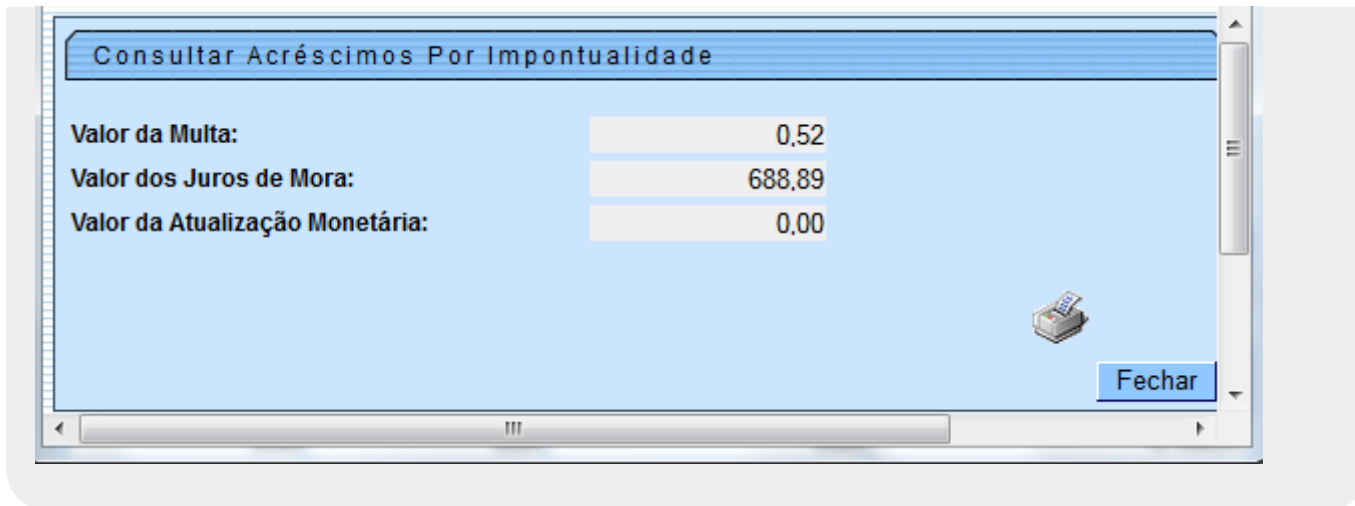 Consultar Acréscimos Por Impontualidade
Valor da Multa: 0,52
Valor dos Juros de Mora: 688,89
Valor da Atualização Monetária: 0,00
Fechar